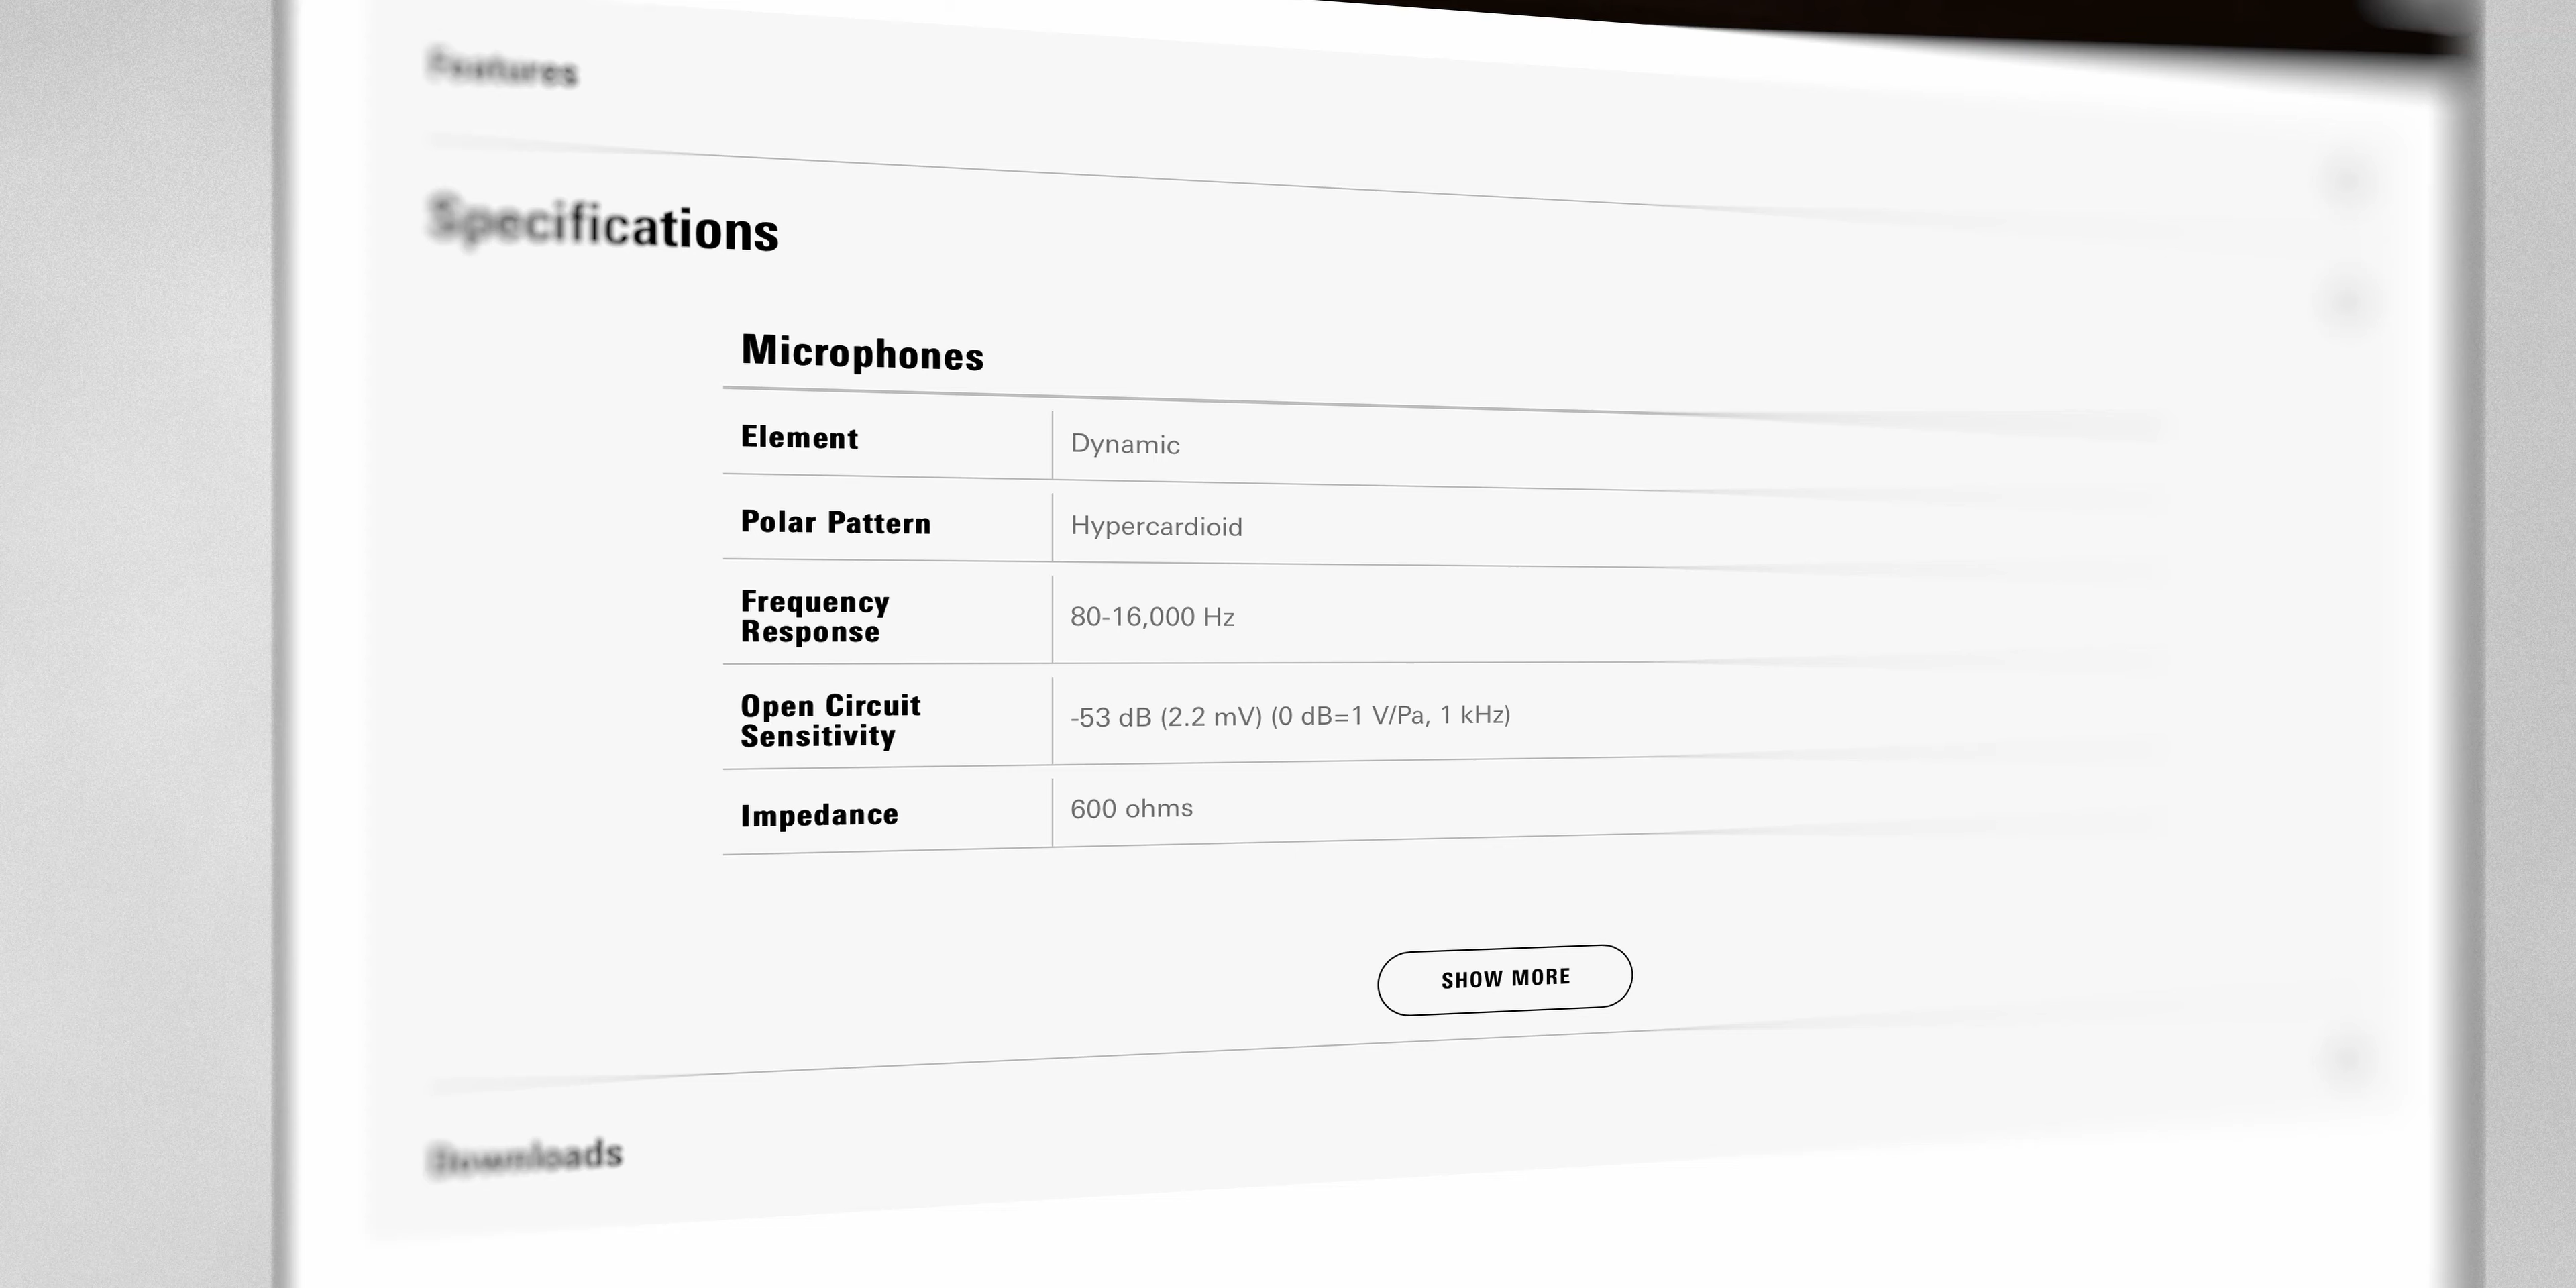 Features
Specifications
Microphones
Element
Dynamic
Polar Pattern
Hypercardioid
Frequency
Response
80-16,000 Hz
Open Circuit
Sensitivity
-53 dB (2.2 mV) (0 dB=1 V/Pa, 1 kHz)
Impedance
600 ohms
SHOW MORE
Downloads